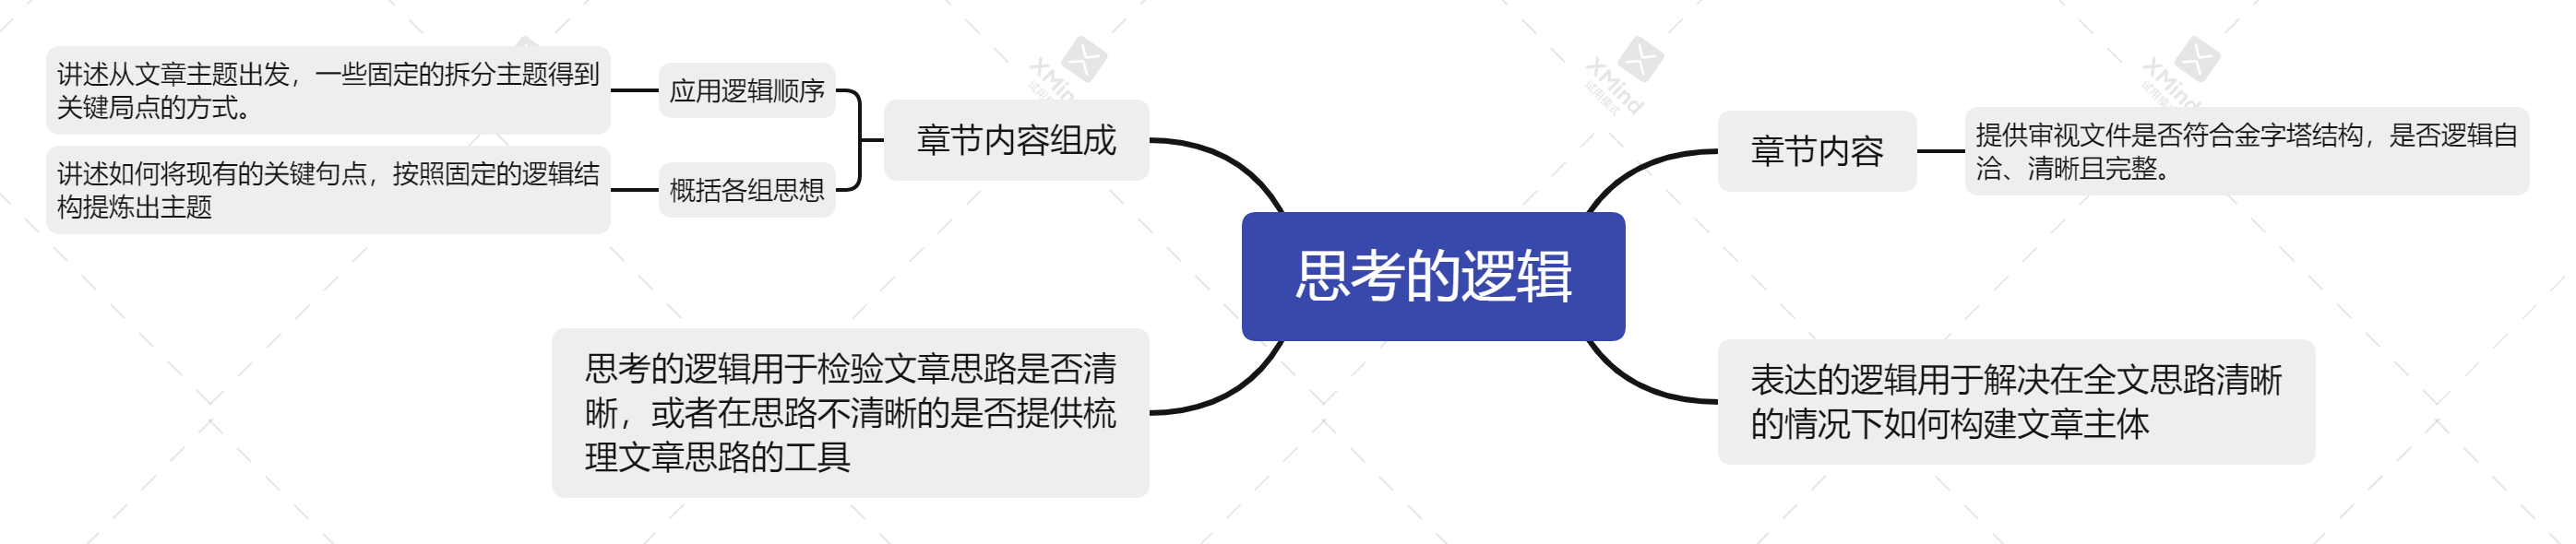 思考的逻辑
章节内容
提供审视文件是否符合金字塔结构，是否逻辑自
洽、清晰且完整。
表达的逻辑用于解决在全文思路清晰
的情况下如何构建文章主体
章节内容组成
应用逻辑顺序
讲述从文章主题出发，一些固定的拆分主题得到
关键局点的方式。
概括各组思想
讲述如何将现有的关键句点，按照固定的逻辑结
构提炼出主题
思考的逻辑用于检验文章思路是否清
晰，或者在思路不清晰的是否提供梳
理文章思路的工具
XMind
XMind
试用模式
XMind